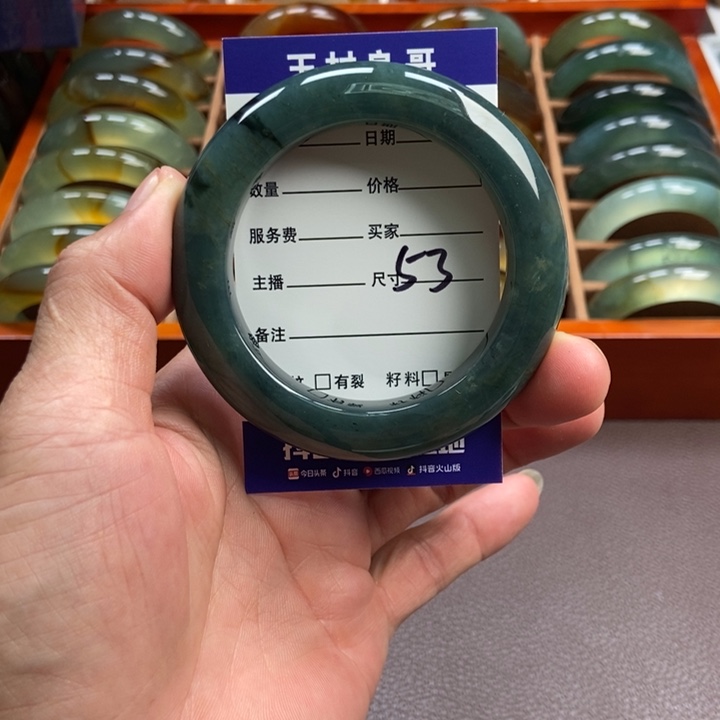 日期
数量 价格
服务费 买家
主播 尺寸 53
备注
有裂 籽料
今日头条 抖音 西瓜视频 抖音火山版